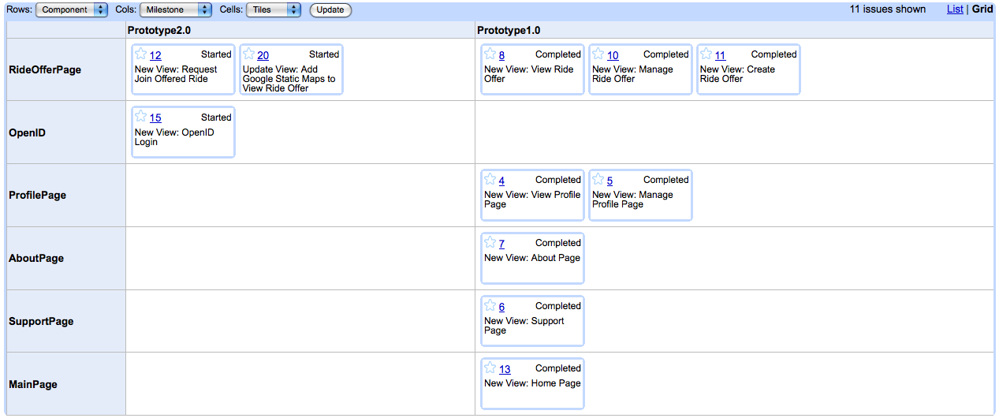 Rows: Component Cols: Milestone Cells: Tiles Update 11 issues shown List | Grid
Prototype2.0 Prototype1.0
RideOfferPage
12 Started
New View: Request
Join Offered Ride
20 Started
Update View: Add
Google Static Maps to
View Ride Offer
8 Completed
New View: View Ride
Offer
10 Completed
New View: Manage
Ride Offer
11 Completed
New View: Create
Ride Offer
OpenID
15 Started
New View: OpenID
Login
ProfilePage
4 Completed
New View: View Profile
Page
5 Completed
New View: Manage
Profile Page
AboutPage
7 Completed
New View: About Page
SupportPage
6 Completed
New View: Support
Page
MainPage
13 Completed
New View: Home Page